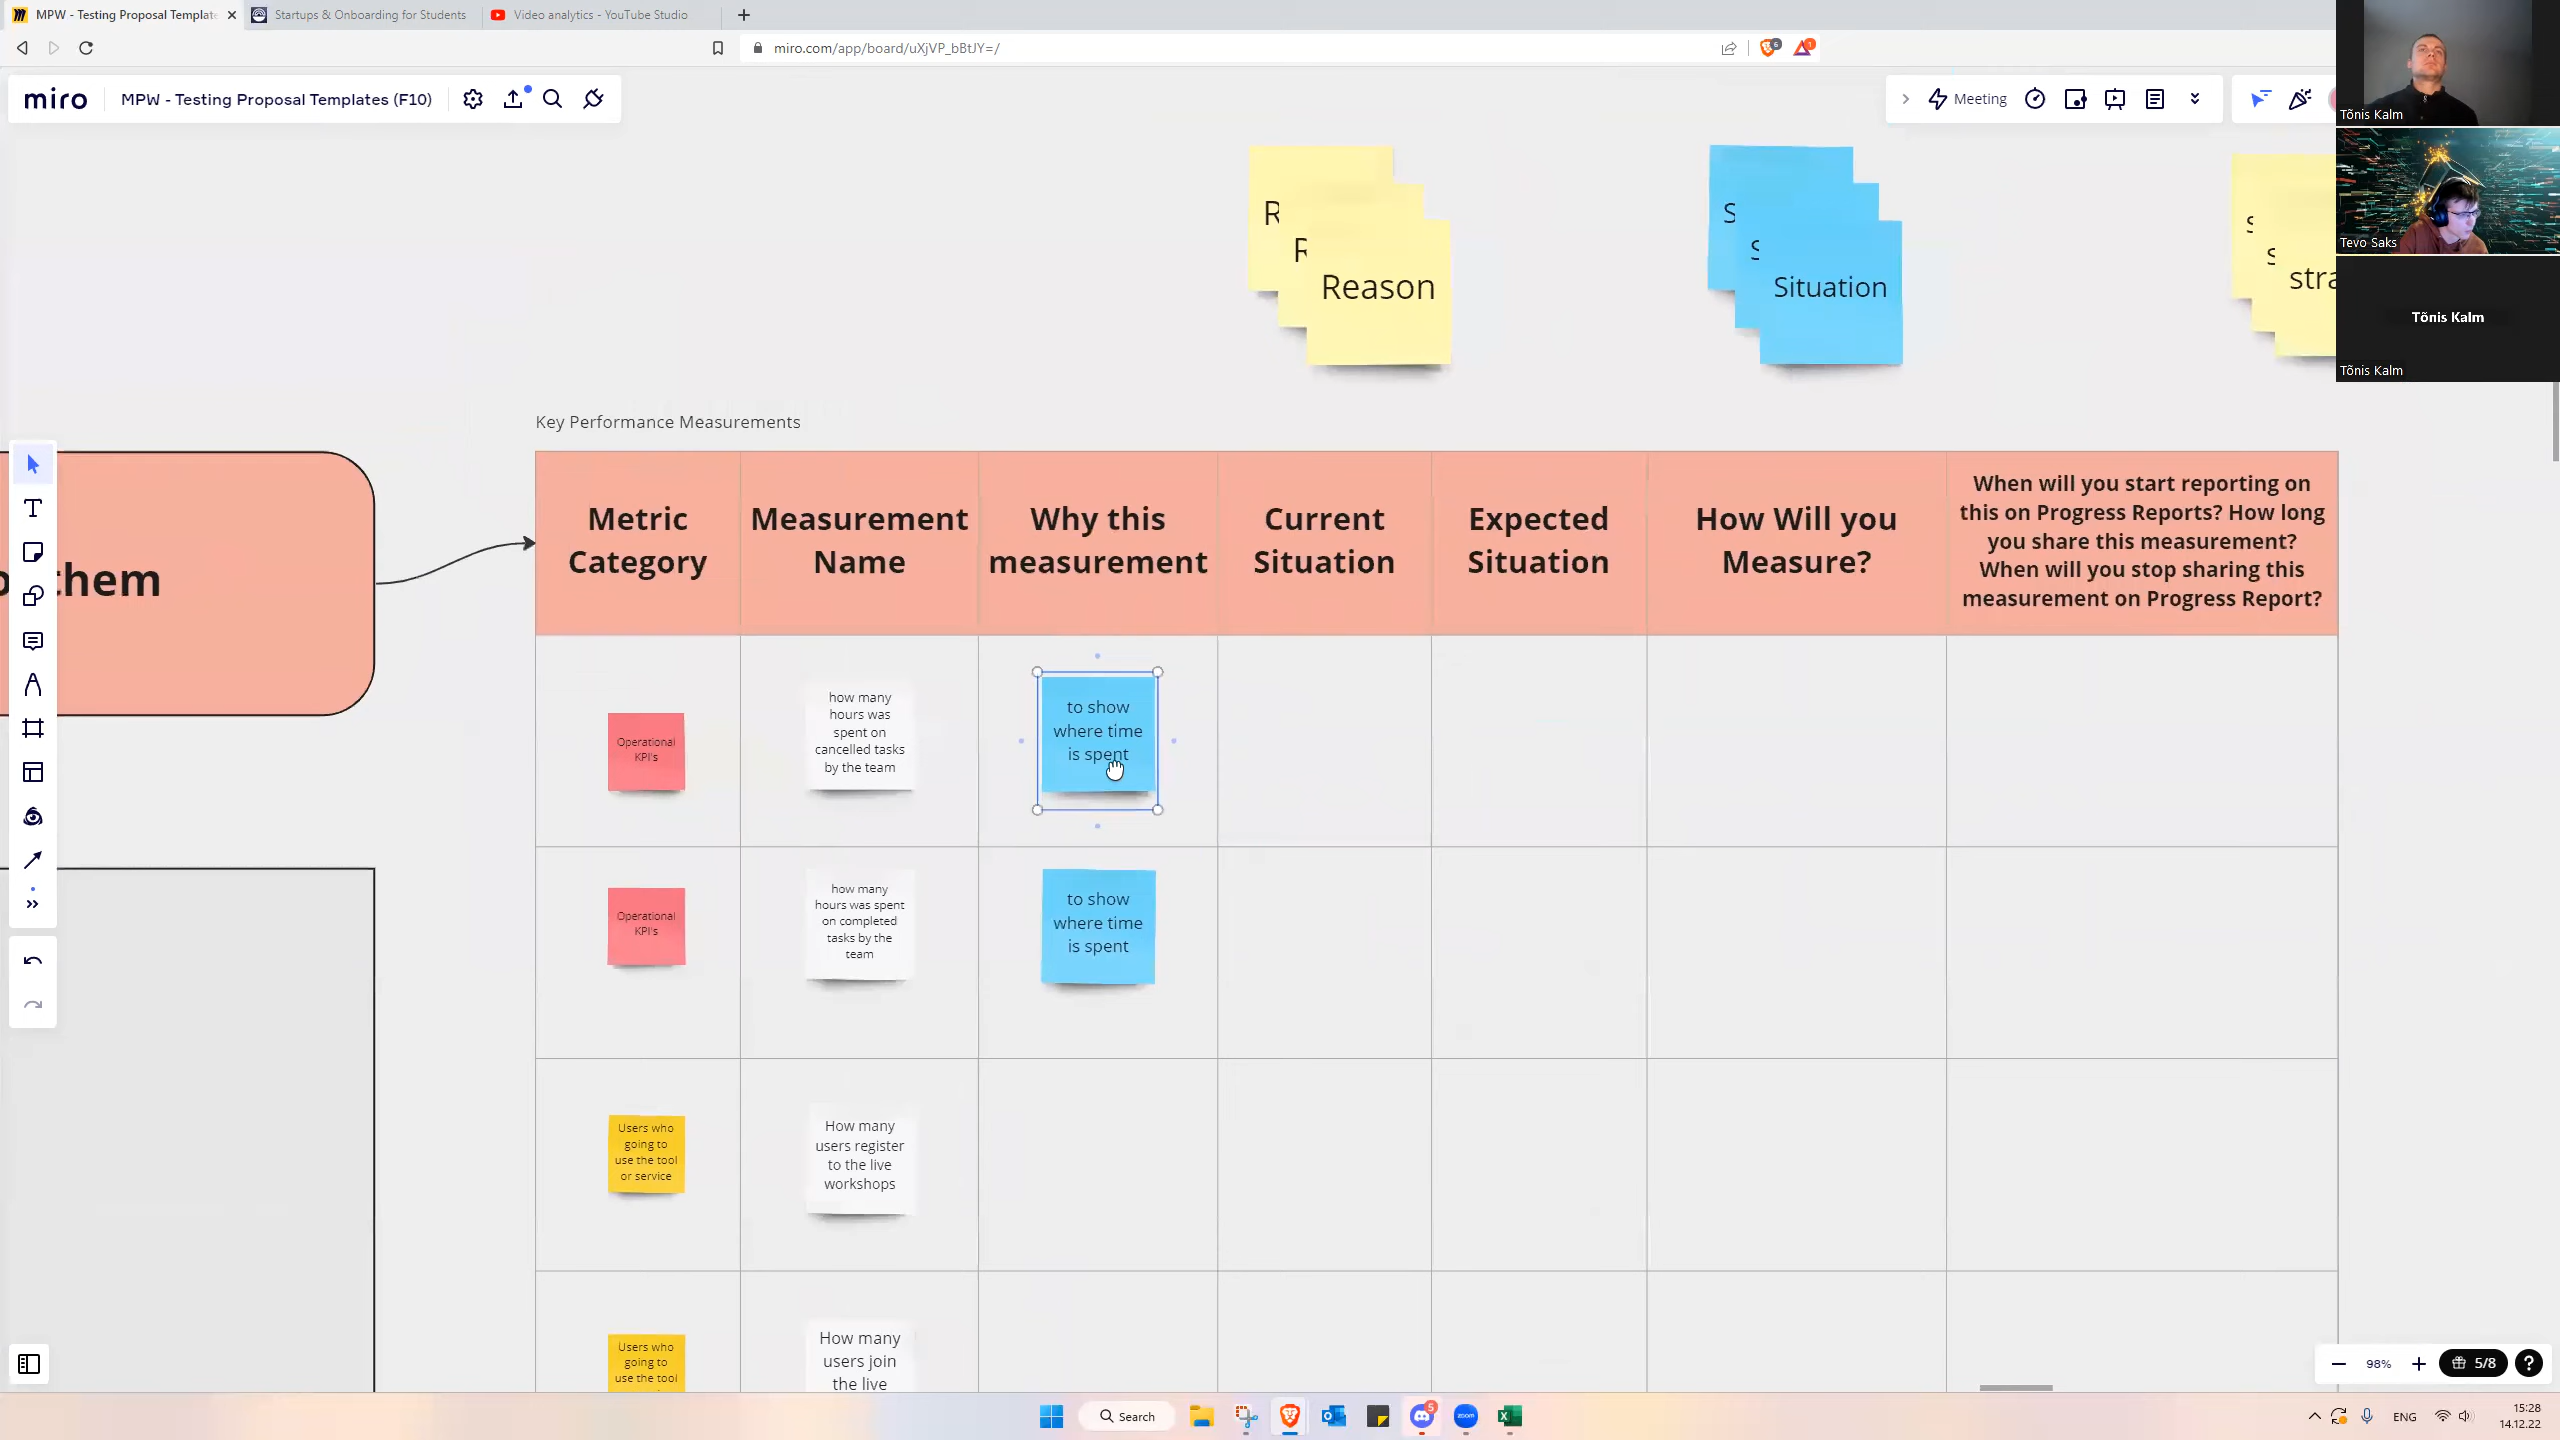 MPW - Testing Proposal Template
Startups & Onboarding for Students
Video analytics - YouTube Studio
miro.com/app/board/uXjVP_bBtJY=/
6
1
miro
MPW - Testing Proposal Templates (F10)
Meeting
Tõnis Kalm
Tevo Saks
Tõnis Kalm
Tõnis Kalm
R
R
Reason
S
S
Situation
s
s
stra
Key Performance Measurements
them
Metric
Category
Measurement
Name
Why this
measurement
Current
Situation
Expected
Situation
How Will you
Measure?
When will you start reporting on
this on Progress Reports? How long
you share this measurement?
When will you stop sharing this
measurement on Progress Report?
Operational
KPI's
how many
hours was
spent on
cancelled tasks
by the team
to show
where time
is spent
Operational
KPI's
how many
hours was spent
on completed
tasks by the
team
to show
where time
is spent
Users who
going to
use the tool
or service
How many
users register
to the live
workshops
Users who
going to
use the tool
How many
users join
the live
98%
5/8
?
Search
5
zoom
ENG
15:28
14.12.22